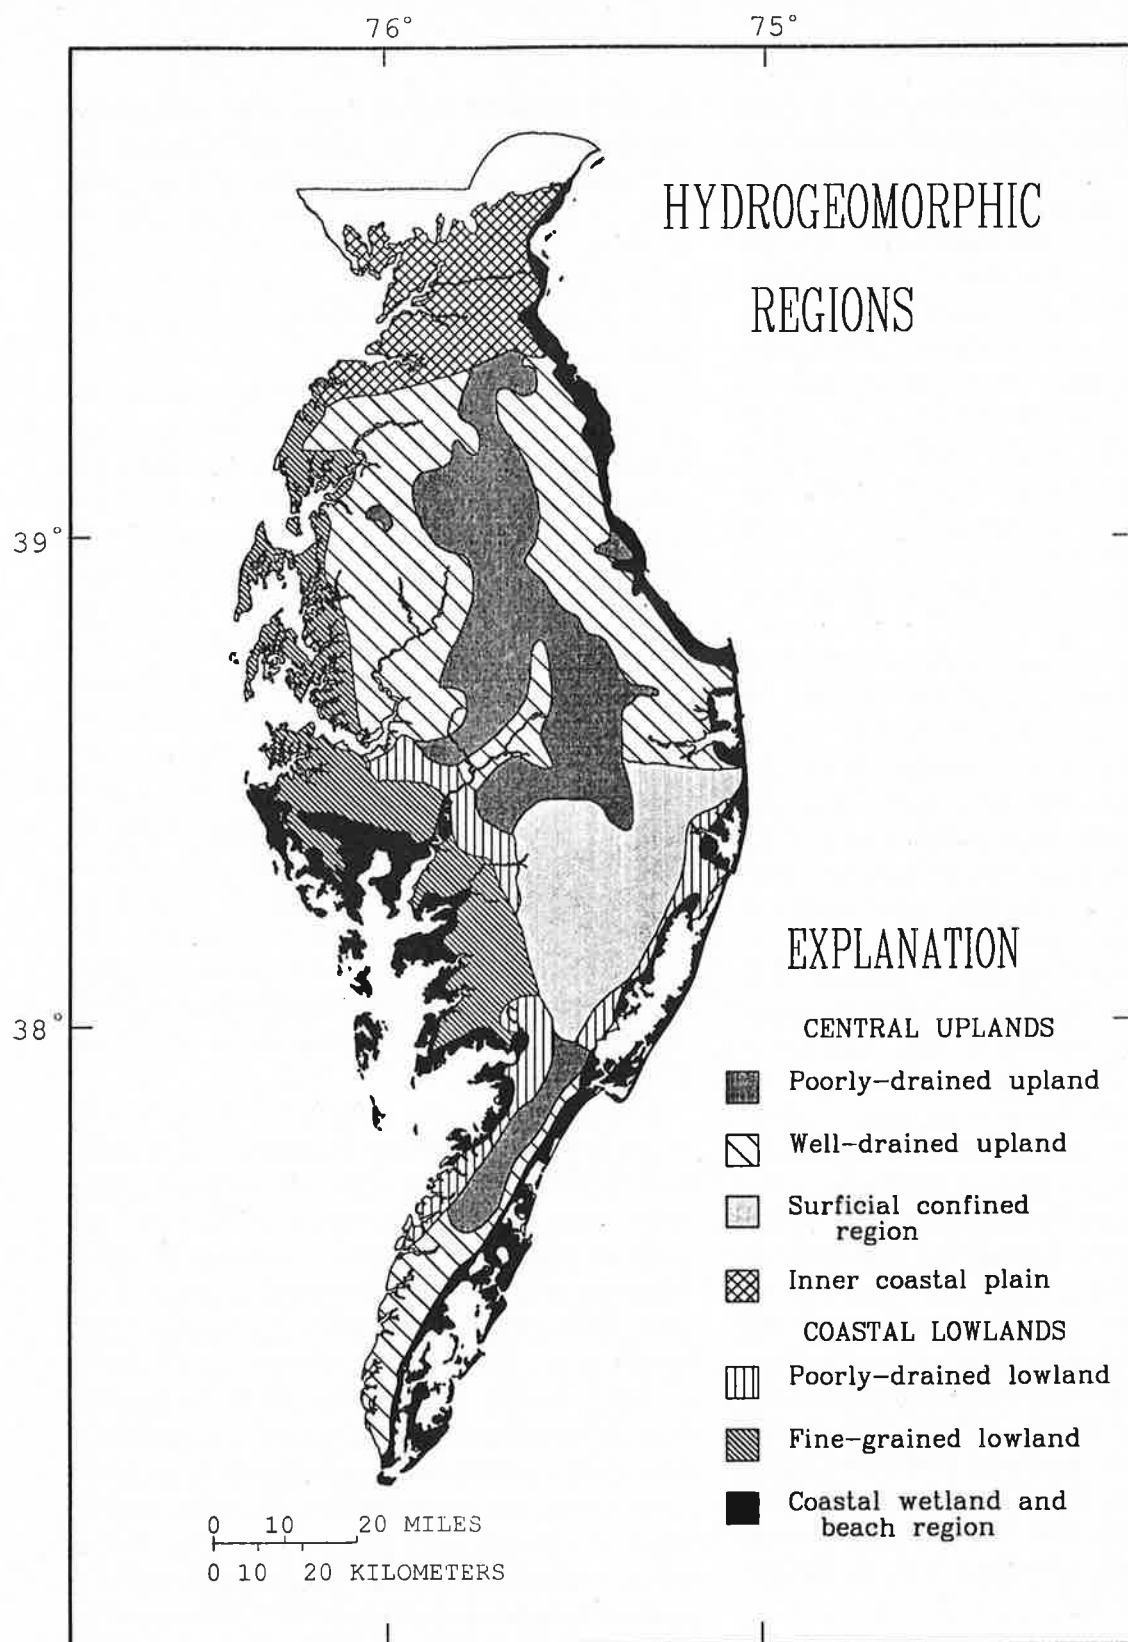 76° 75°
HYDROGEOMORPHIC
REGIONS
39°
38°
EXPLANATION
CENTRAL UPLANDS
Poorly-drained upland
Well-drained upland
Surficial confined
region
Inner coastal plain
COASTAL LOWLANDS
Poorly-drained lowland
Fine-grained lowland
Coastal wetland and
beach region
0 10 20 MILES
0 10 20 KILOMETERS